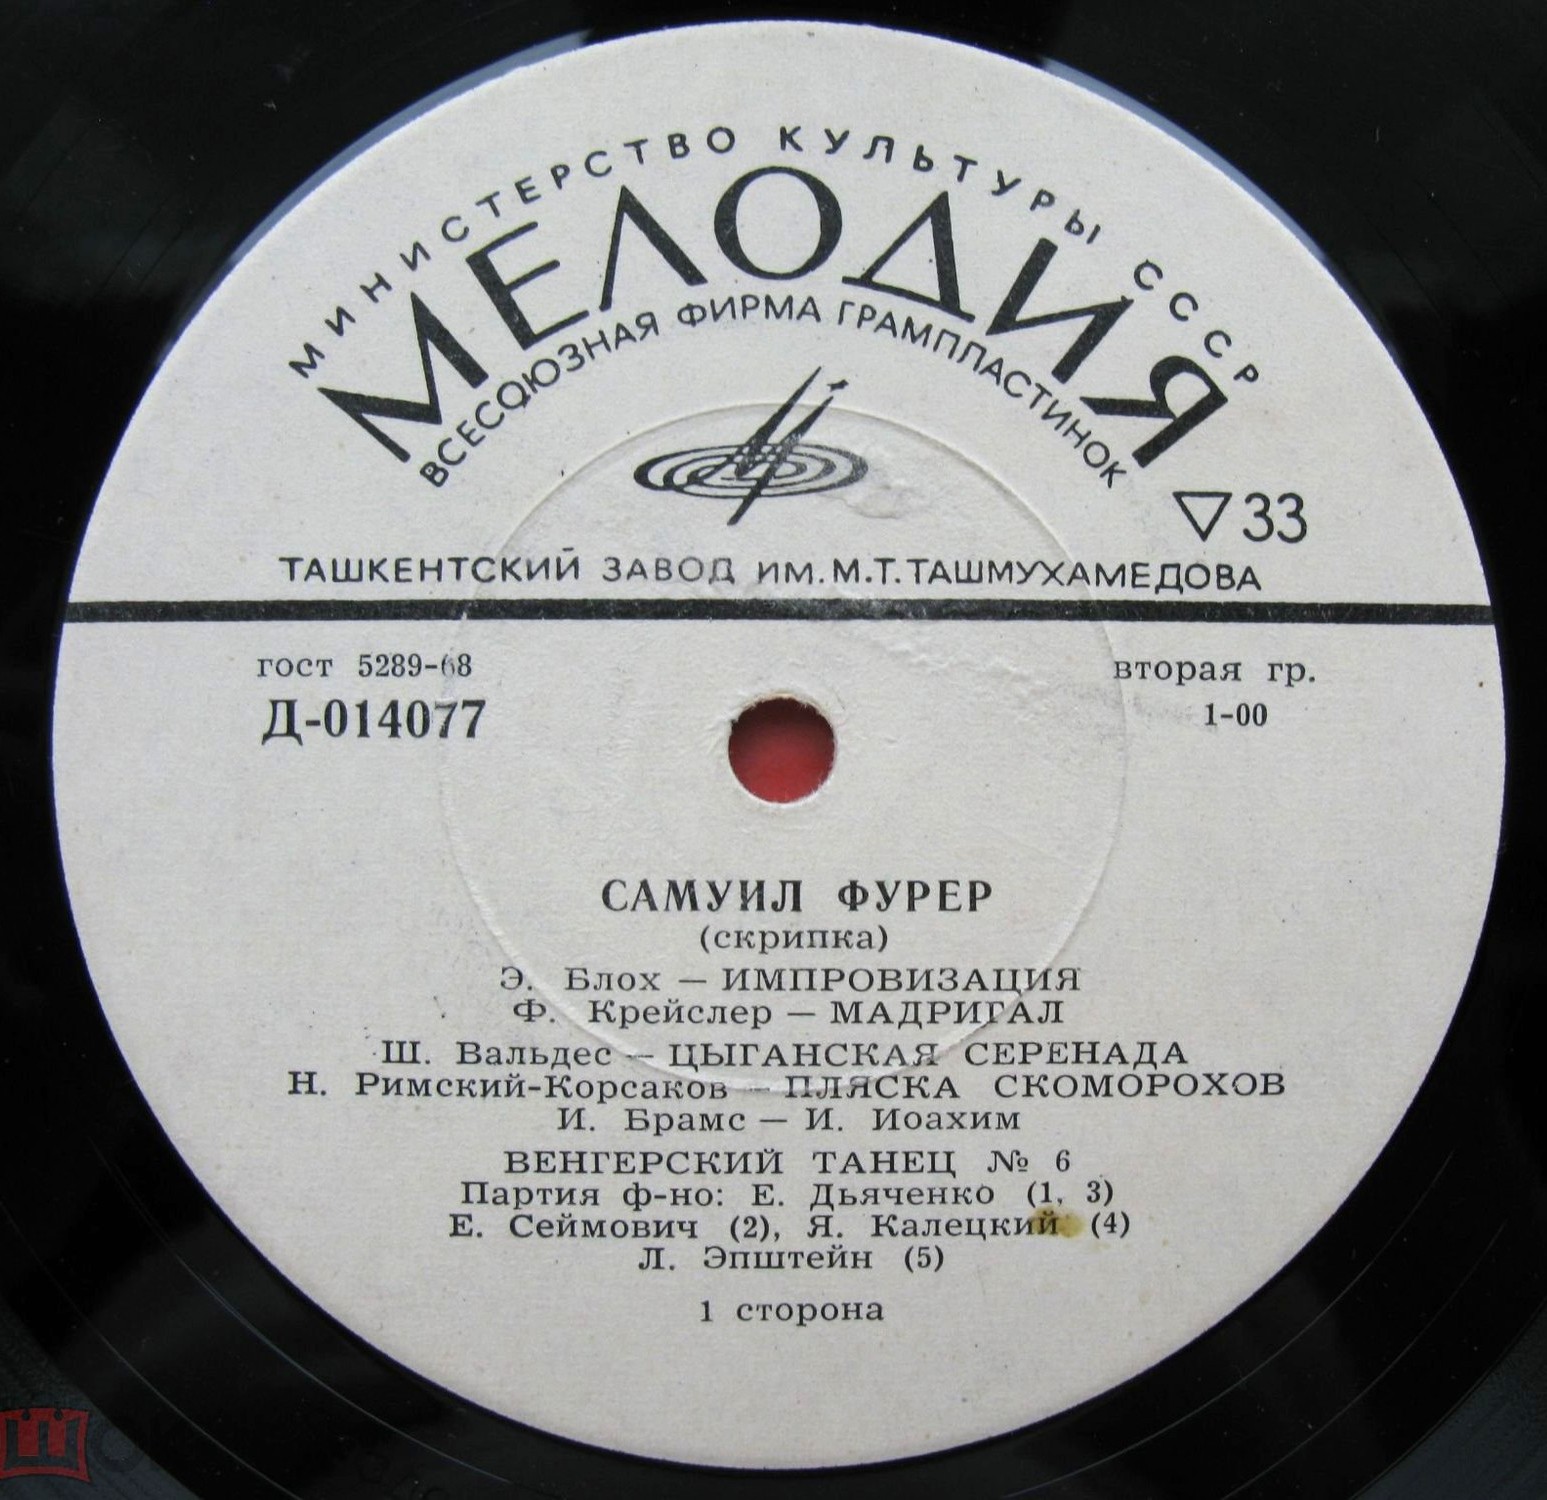 МИНИСТЕРСТВО КУЛЬТУРЫ СССР
МЕЛОДИЯ
ВСЕСОЮЗНАЯ ФИРМА ГРАМПЛАСТИНОК
▽33
ТАШКЕНТСКИЙ ЗАВОД ИМ. М.Т. ТАШМУХАМЕДОВА
гост 5289-68
вторая гр.
Д-014077
1-00
САМУИЛ ФУРЕР
(скрипка)
Э. Блох — ИМПРОВИЗАЦИЯ
Ф. Крейслер — МАДРИГАЛ
Ш. Вальдес — ЦЫГАНСКАЯ СЕРЕНАДА
Н. Римский-Корсаков — ПЛЯСКА СКОМОРОХОВ
И. Брамс — И. Иоахим
ВЕНГЕРСКИЙ ТАНЕЦ № 6
Партия ф-но: Е. Дьяченко (1, 3)
Е. Сеймович (2), Я. Калецкий (4)
Л. Эпштейн (5)
1 сторона